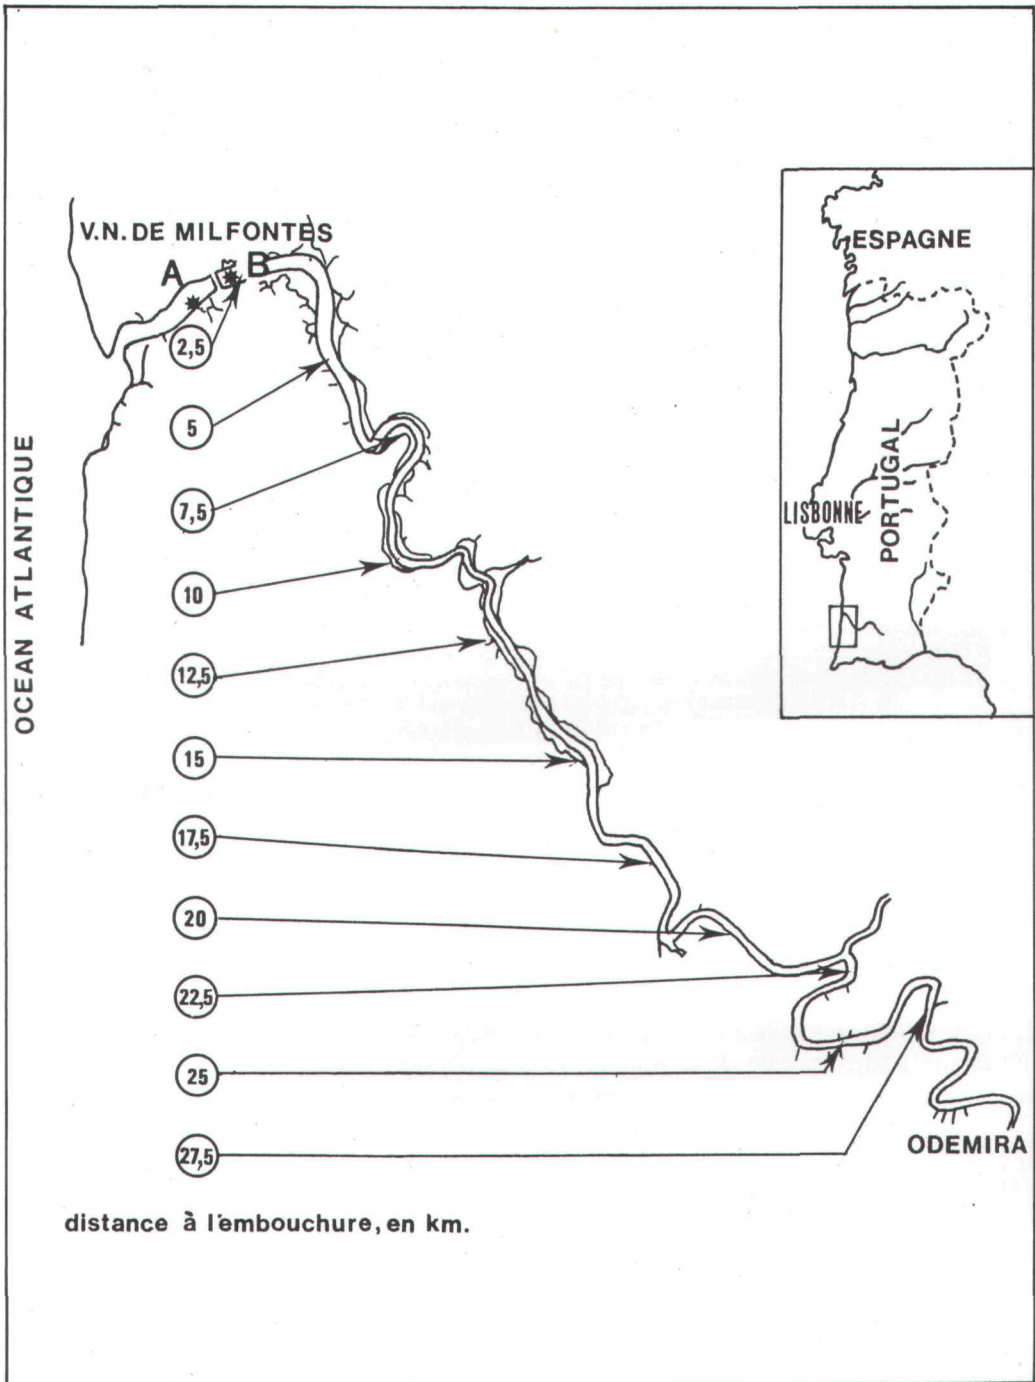 V.N. DE MILFONTES
A
B
ESPAGNE
PORTUGAL
LISBONNE
OCEAN ATLANTIQUE
2,5
5
7,5
10
12,5
15
17,5
20
22,5
25
27,5
ODEMIRA
distance à l'embouchure, en km.